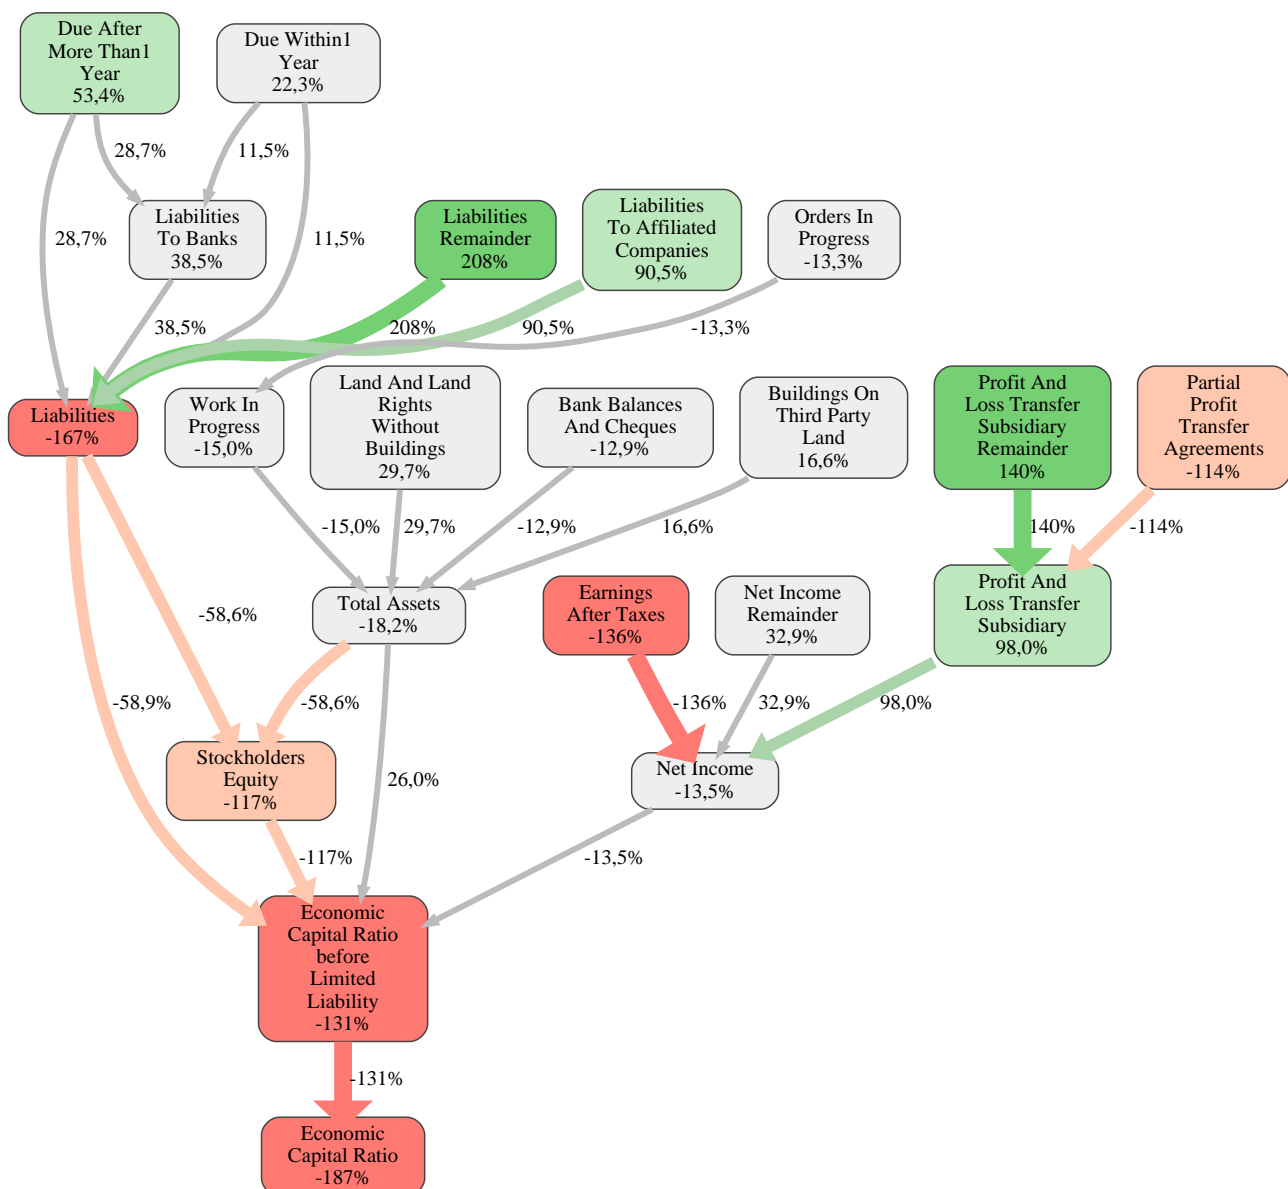 Due After
More Than1
Year
53,4%
Due Within1
Year
22,3%
28,7%
11,5%
Liabilities
To Banks
38,5%
Liabilities
Remainder
208%
Liabilities
To Affiliated
Companies
90,5%
Orders In
Progress
-13,3%
28,7%
11,5%
38,5%
208%
90,5%
-13,3%
Liabilities
-167%
Work In
Progress
-15,0%
Land And Land
Rights
Without
Buildings
29,7%
Bank Balances
And Cheques
-12,9%
Buildings On
Third Party
Land
16,6%
Profit And
Loss Transfer
Subsidiary
Remainder
140%
Partial
Profit
Transfer
Agreements
-114%
-15,0%
29,7%
-12,9%
16,6%
140%
-114%
Total Assets
-18,2%
Earnings
After Taxes
-136%
Net Income
Remainder
32,9%
Profit And
Loss Transfer
Subsidiary
98,0%
-58,6%
-58,9%
-58,6%
-136%
32,9%
98,0%
Stockholders
Equity
-117%
26,0%
Net Income
-13,5%
-117%
-13,5%
Economic
Capital Ratio
before
Limited
Liability
-131%
-131%
Economic
Capital Ratio
-187%